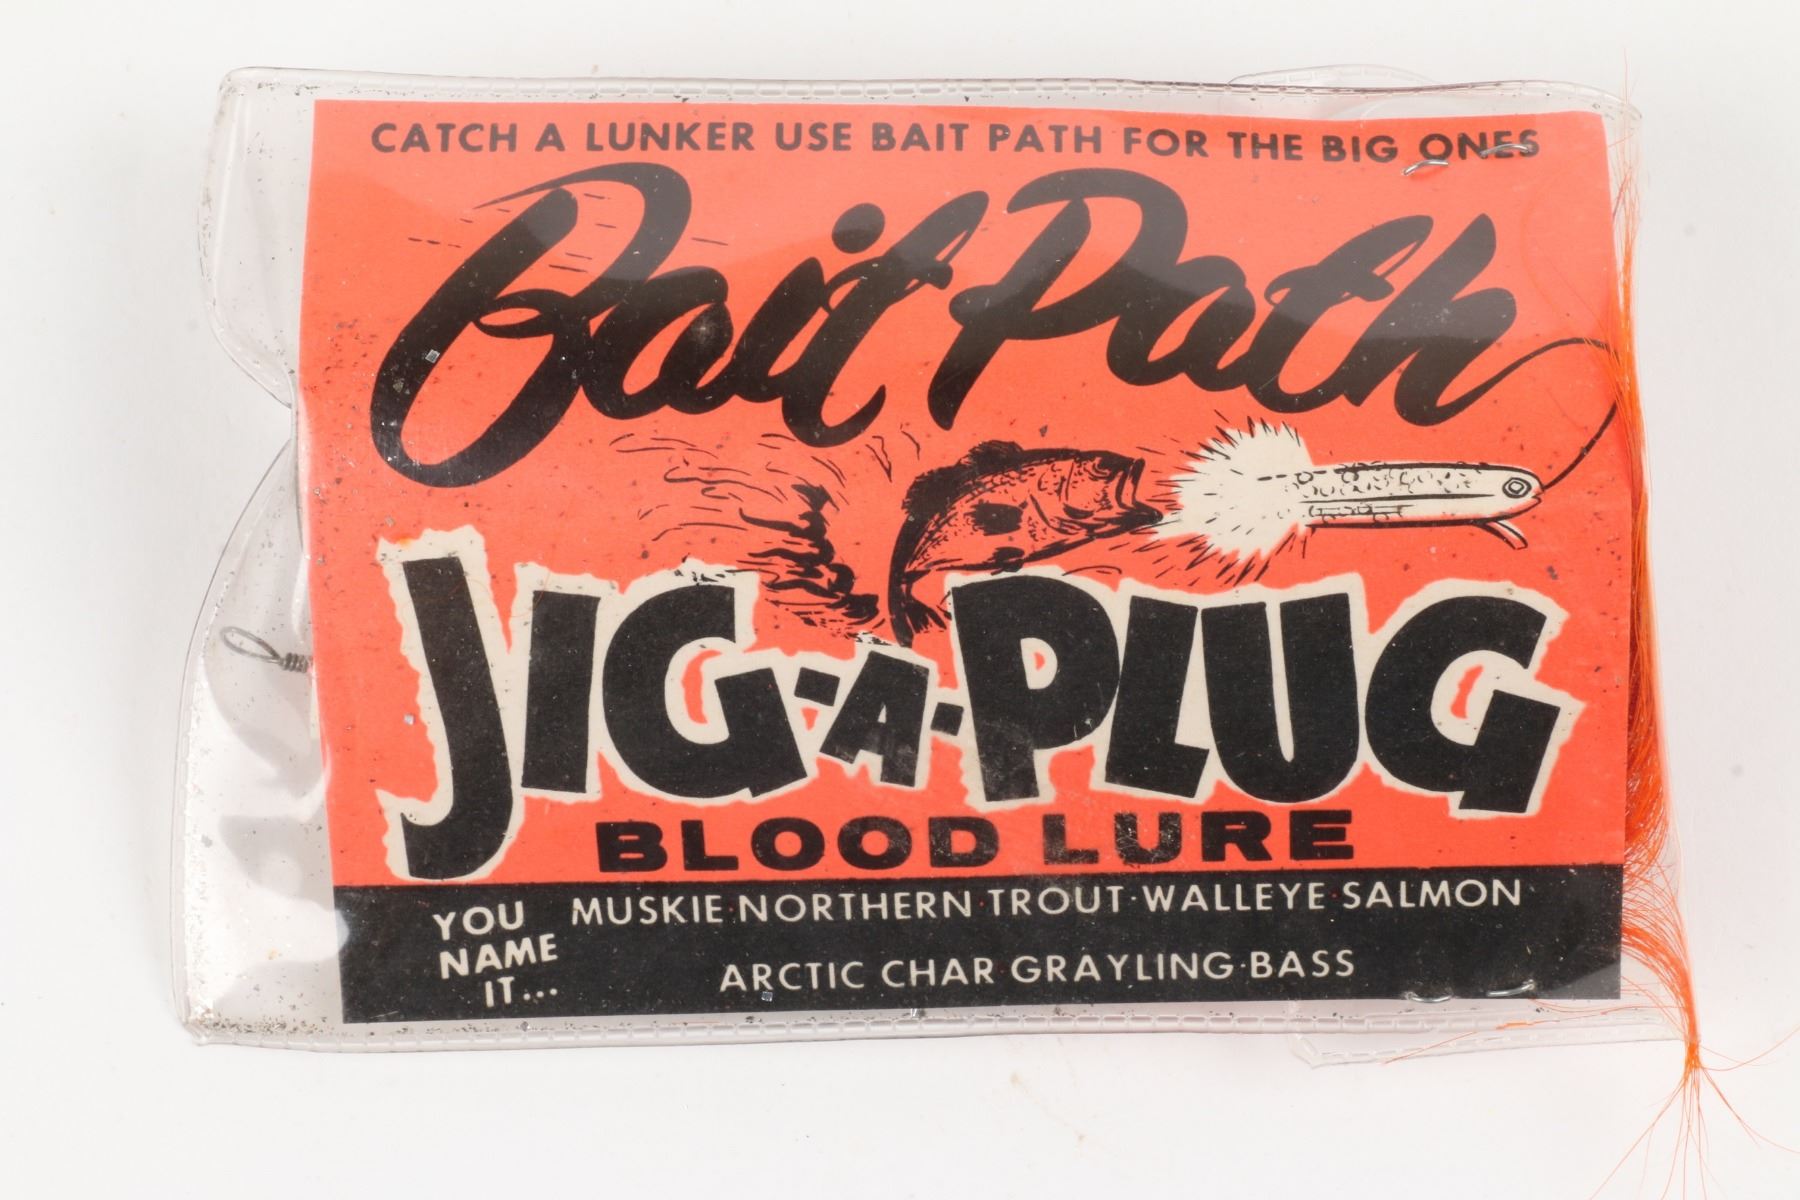 CATCH A LUNKER USE BAIT PATH FOR THE BIG ONES
Bait Path
JIG-A-PLUG
BLOOD LURE
YOU NAME IT...
MUSKIE·NORTHERN·TROUT·WALLEYE·SALMON
ARCTIC CHAR·GRAYLING·BASS